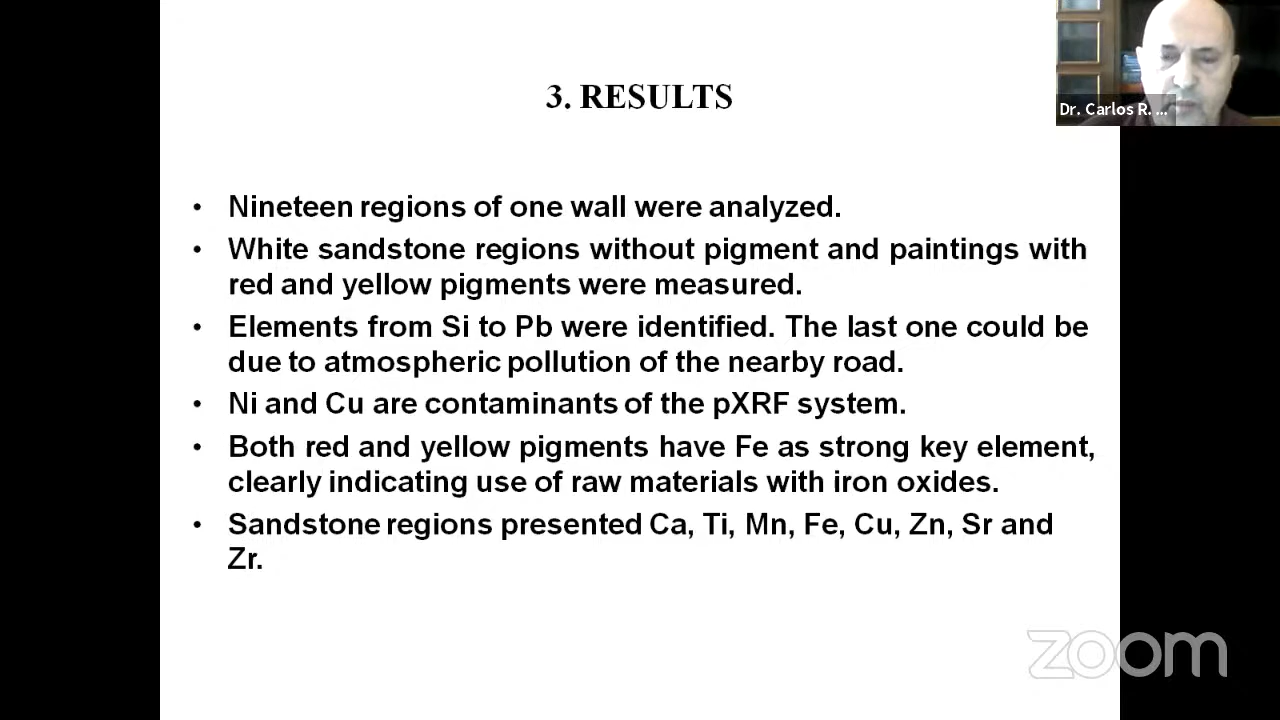 3. RESULTS
Dr. Carlos R. ...
• Nineteen regions of one wall were analyzed.
• White sandstone regions without pigment and paintings with
red and yellow pigments were measured.
• Elements from Si to Pb were identified. The last one could be
due to atmospheric pollution of the nearby road.
• Ni and Cu are contaminants of the pXRF system.
• Both red and yellow pigments have Fe as strong key element,
clearly indicating use of raw materials with iron oxides.
• Sandstone regions presented Ca, Ti, Mn, Fe, Cu, Zn, Sr and
Zr.
zoom